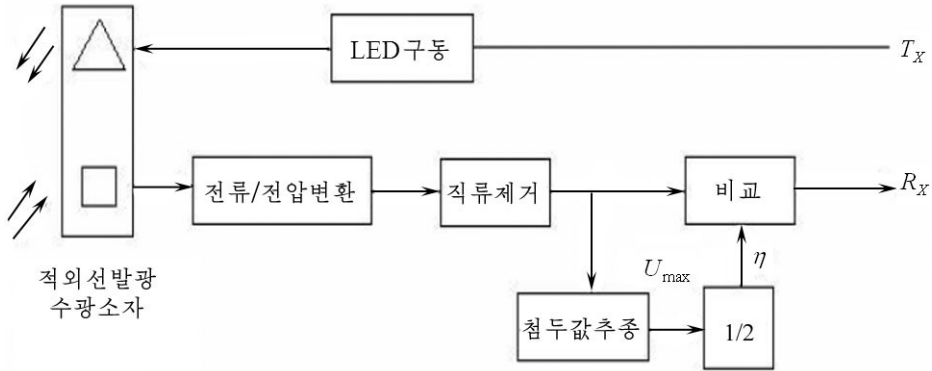 LED구동
T_X
전류/전압변환
직류제거
비교
R_X
적외선발광
수광소자
U_max
η
첨두값추종
1/2